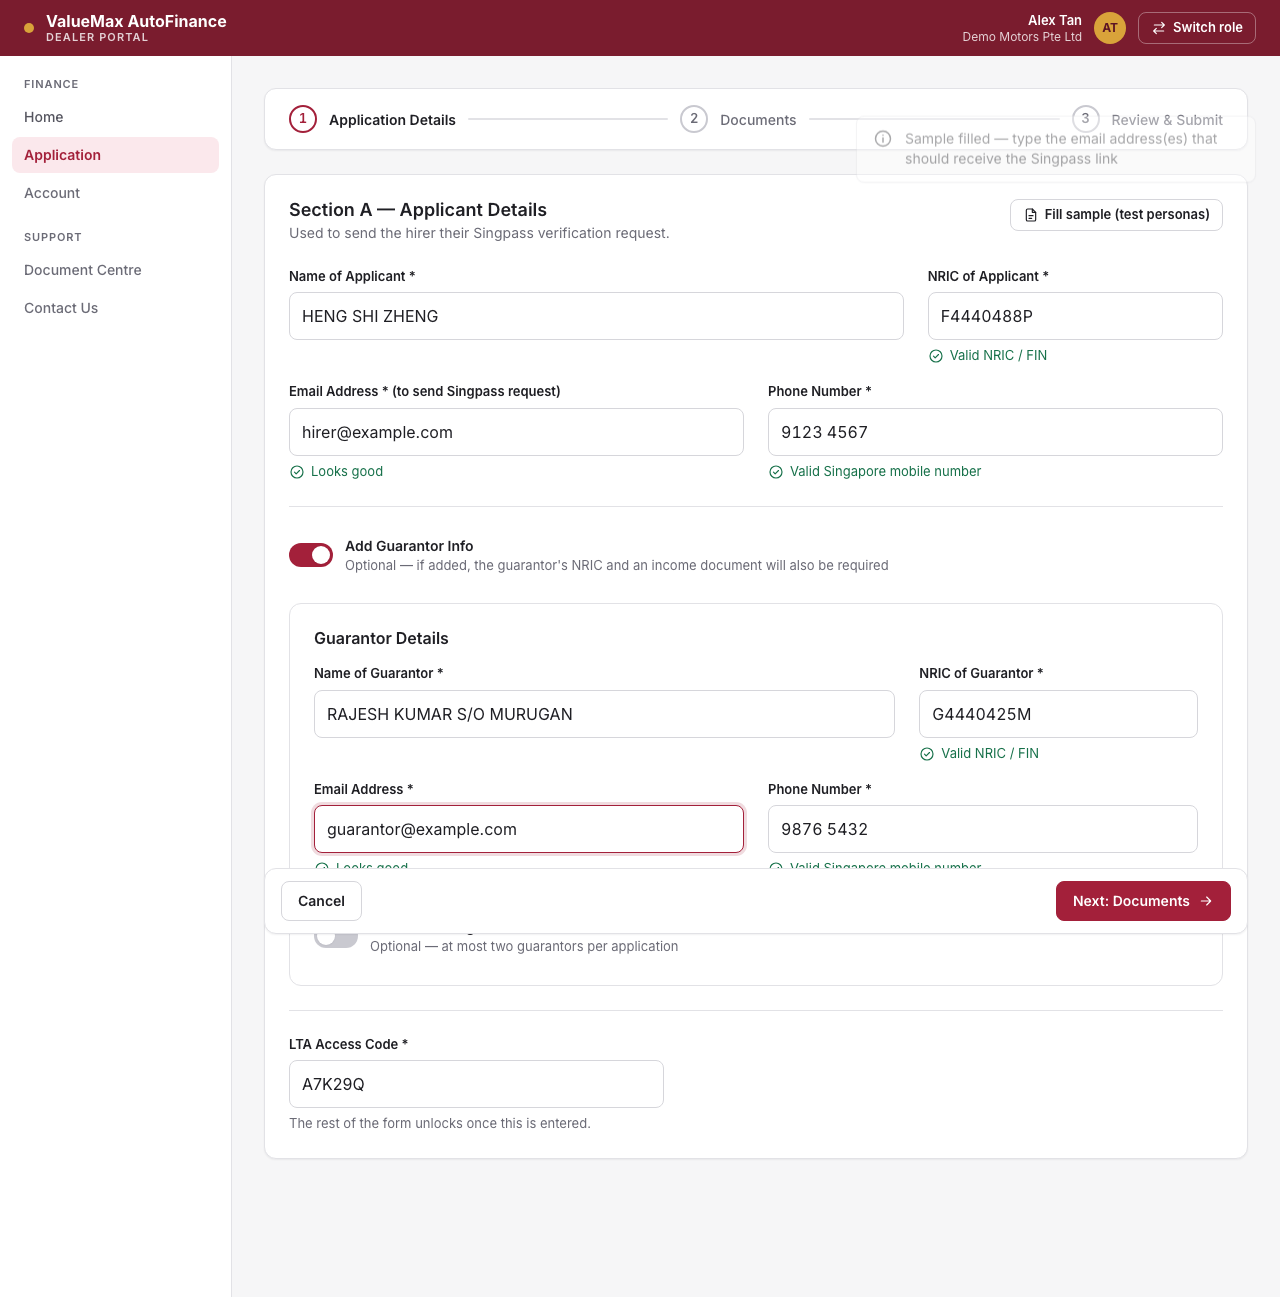 ValueMax AutoFinance
DEALER PORTAL
Alex Tan
Demo Motors Pte Ltd
AT
Switch role
FINANCE
Home
Application
Account
SUPPORT
Document Centre
Contact Us
1 Application Details
2 Documents
3 Review & Submit
Sample filled — type the email address(es) that
should receive the Singpass link
Section A — Applicant Details
Used to send the hirer their Singpass verification request.
Fill sample (test personas)
Name of Applicant *
HENG SHI ZHENG
NRIC of Applicant *
F4440488P
Valid NRIC / FIN
Email Address * (to send Singpass request)
hirer@example.com
Looks good
Phone Number *
9123 4567
Valid Singapore mobile number
Add Guarantor Info
Optional — if added, the guarantor's NRIC and an income document will also be required
Guarantor Details
Name of Guarantor *
RAJESH KUMAR S/O MURUGAN
NRIC of Guarantor *
G4440425M
Valid NRIC / FIN
Email Address *
guarantor@example.com
Looks good
Phone Number *
9876 5432
Valid Singapore mobile number
Cancel
Next: Documents
Optional — at most two guarantors per application
LTA Access Code *
A7K29Q
The rest of the form unlocks once this is entered.